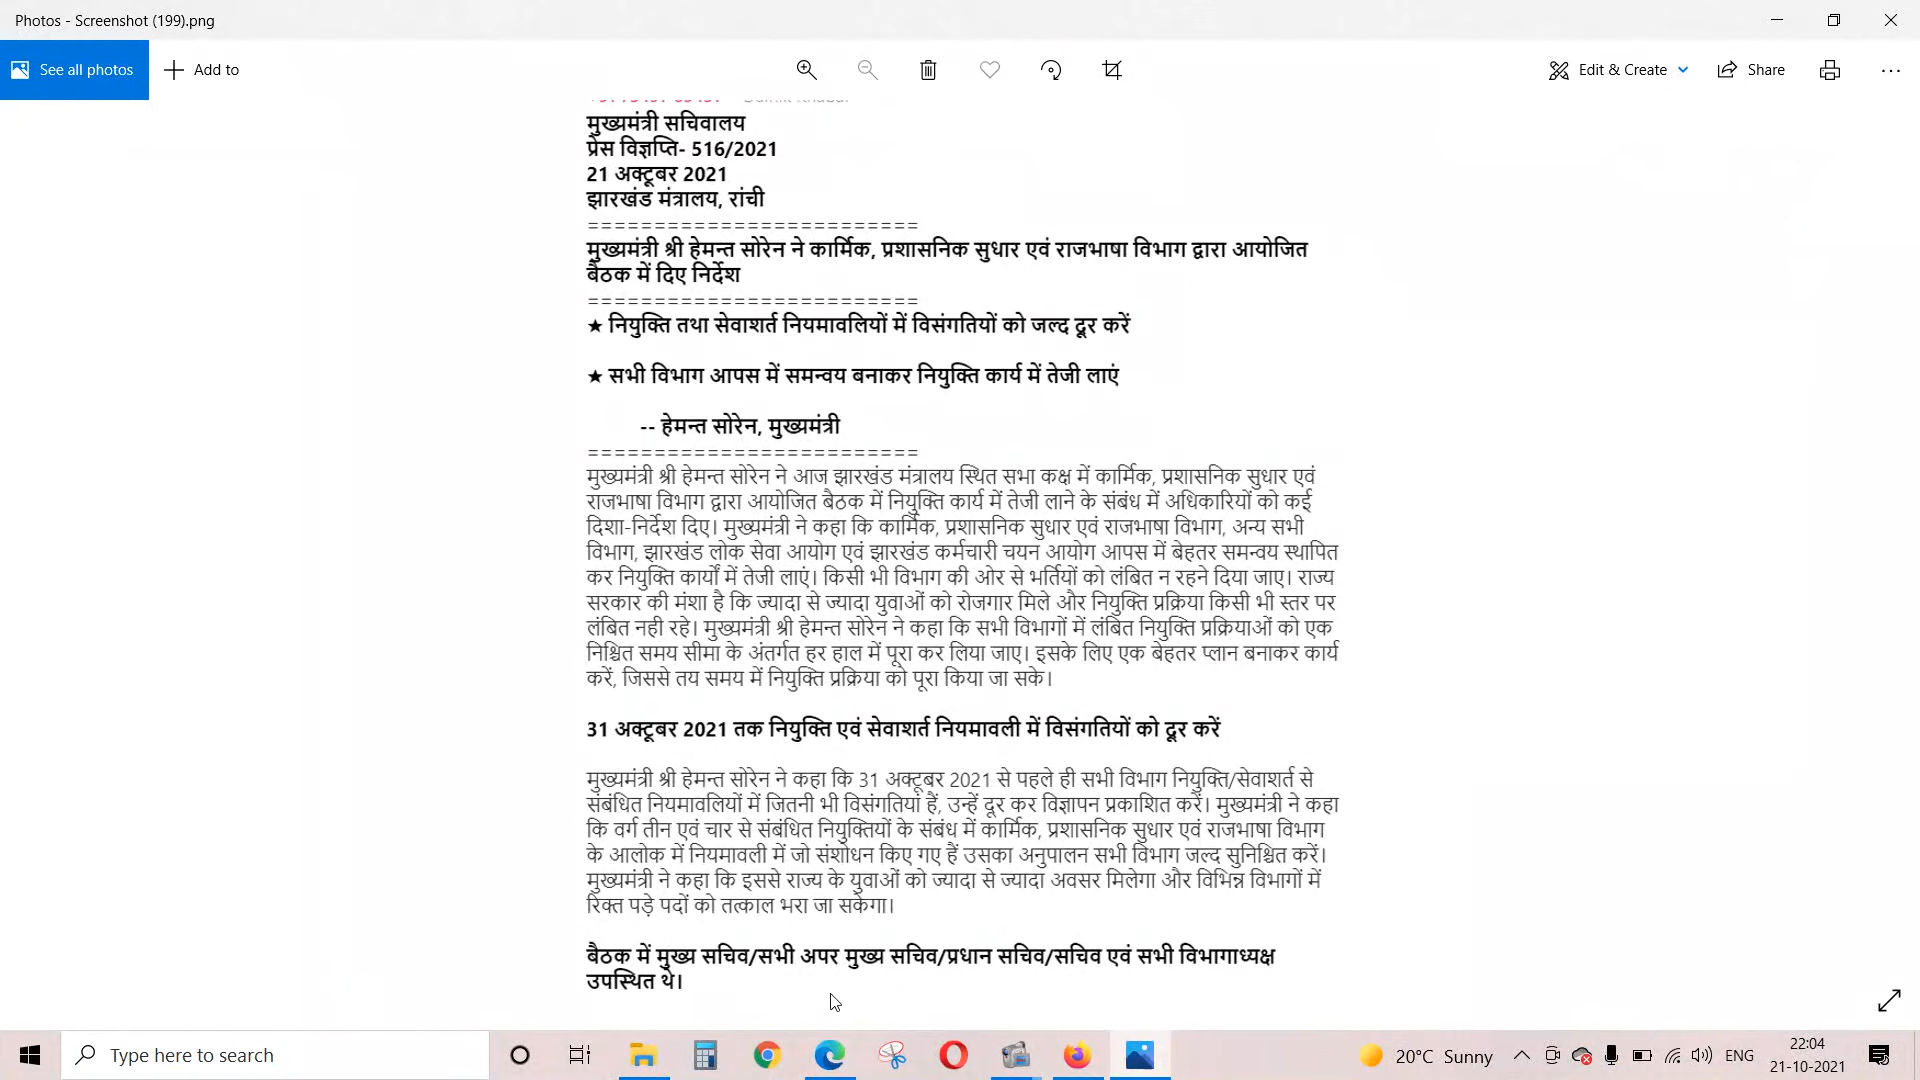 Photos - Screenshot (199).png
See all photos
Add to
Edit & Create
Share
मुख्यमंत्री सचिवालय
प्रेस विज्ञप्ति- 516/2021
21 अक्टूबर 2021
झारखंड मंत्रालय, रांची
=========================
मुख्यमंत्री श्री हेमन्त सोरेन ने कार्मिक, प्रशासनिक सुधार एवं राजभाषा विभाग द्वारा आयोजित
बैठक में दिए निर्देश
=========================
★ नियुक्ति तथा सेवाशर्त नियमावलियों में विसंगतियों को जल्द दूर करें
★ सभी विभाग आपस में समन्वय बनाकर नियुक्ति कार्य में तेजी लाएं
-- हेमन्त सोरेन, मुख्यमंत्री
=========================
मुख्यमंत्री श्री हेमन्त सोरेन ने आज झारखंड मंत्रालय स्थित सभा कक्ष में कार्मिक, प्रशासनिक सुधार एवं
राजभाषा विभाग द्वारा आयोजित बैठक में नियुक्ति कार्य में तेजी लाने के संबंध में अधिकारियों को कई
दिशा-निर्देश दिए। मुख्यमंत्री ने कहा कि कार्मिक, प्रशासनिक सुधार एवं राजभाषा विभाग, अन्य सभी
विभाग, झारखंड लोक सेवा आयोग एवं झारखंड कर्मचारी चयन आयोग आपस में बेहतर समन्वय स्थापित
कर नियुक्ति कार्यों में तेजी लाएं। किसी भी विभाग की ओर से भर्तियों को लंबित न रहने दिया जाए। राज्य
सरकार की मंशा है कि ज्यादा से ज्यादा युवाओं को रोजगार मिले और नियुक्ति प्रक्रिया किसी भी स्तर पर
लंबित नही रहे। मुख्यमंत्री श्री हेमन्त सोरेन ने कहा कि सभी विभागों में लंबित नियुक्ति प्रक्रियाओं को एक
निश्चित समय सीमा के अंतर्गत हर हाल में पूरा कर लिया जाए। इसके लिए एक बेहतर प्लान बनाकर कार्य
करें, जिससे तय समय में नियुक्ति प्रक्रिया को पूरा किया जा सके।
31 अक्टूबर 2021 तक नियुक्ति एवं सेवाशर्त नियमावली में विसंगतियों को दूर करें
मुख्यमंत्री श्री हेमन्त सोरेन ने कहा कि 31 अक्टूबर 2021 से पहले ही सभी विभाग नियुक्ति/सेवाशर्त से
संबंधित नियमावलियों में जितनी भी विसंगतियां हैं, उन्हें दूर कर विज्ञापन प्रकाशित करें। मुख्यमंत्री ने कहा
कि वर्ग तीन एवं चार से संबंधित नियुक्तियों के संबंध में कार्मिक, प्रशासनिक सुधार एवं राजभाषा विभाग
के आलोक में नियमावली में जो संशोधन किए गए हैं उसका अनुपालन सभी विभाग जल्द सुनिश्चित करें।
मुख्यमंत्री ने कहा कि इससे राज्य के युवाओं को ज्यादा से ज्यादा अवसर मिलेगा और विभिन्न विभागों में
रिक्त पड़े पदों को तत्काल भरा जा सकेगा।
बैठक में मुख्य सचिव/सभी अपर मुख्य सचिव/प्रधान सचिव/सचिव एवं सभी विभागाध्यक्ष
उपस्थित थे।
Type here to search
20°C Sunny
ENG
22:04
21-10-2021